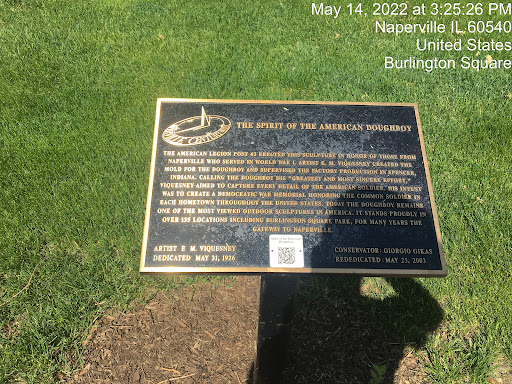 May 14, 2022 at 3:25:26 PM
Naperville IL 60540
United States
Burlington Square
THE SPIRIT OF THE AMERICAN DOUGHBOY
THE AMERICAN LEGION POST 43 ERECTED THIS SCULPTURE IN HONOR OF THOSE FROM
NAPERVILLE WHO SERVED IN WORLD WAR I. ARTIST E. M. VIQUESNEY CREATED THE
MOLD FOR THE DOUGHBOY AND SUPERVISED THE FACTORY PRODUCTION IN SPENCER,
INDIANA. CALLING THE DOUGHBOY HIS "GREATEST AND MOST SINCERE EFFORT,"
VIQUESNEY AIMED TO CAPTURE EVERY DETAIL OF THE AMERICAN SOLDIER. HIS INTENT
WAS TO CREATE A DEMOCRATIC WAR MEMORIAL HONORING THE COMMON SOLDIER IN
EACH HOMETOWN THROUGHOUT THE UNITED STATES. TODAY THE DOUGHBOY REMAINS
ONE OF THE MOST VIEWED OUTDOOR SCULPTURES IN AMERICA. IT STANDS PROUDLY IN
OVER 135 LOCATIONS INCLUDING BURLINGTON SQUARE PARK, FOR MANY YEARS THE
GATEWAY TO NAPERVILLE.
ARTIST E. M. VIQUESNEY
DEDICATED MAY 31, 1926
CONSERVATOR: GIORGIO GIKAS
REDEDICATED: MAY 25, 2003